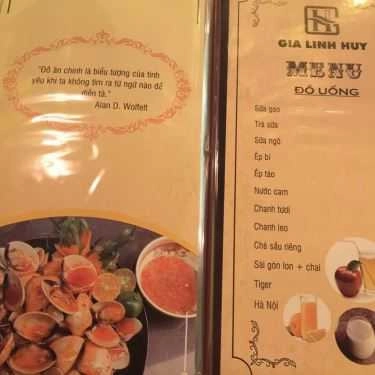 "Đồ ăn chính là biểu tượng của tình
yêu khi ta không tìm ra từ ngữ nào để
diễn tả."
Alan D. Wolfelt
GIA LINH HUY
MENU
ĐỒ UỐNG
Sữa gạo
Trà sữa
Sữa ngô
Ép bí
Ép táo
Nước cam
Chanh tươi
Chanh leo
Chè sầu riêng
Sài gòn lon + chai
Tiger
Hà Nội